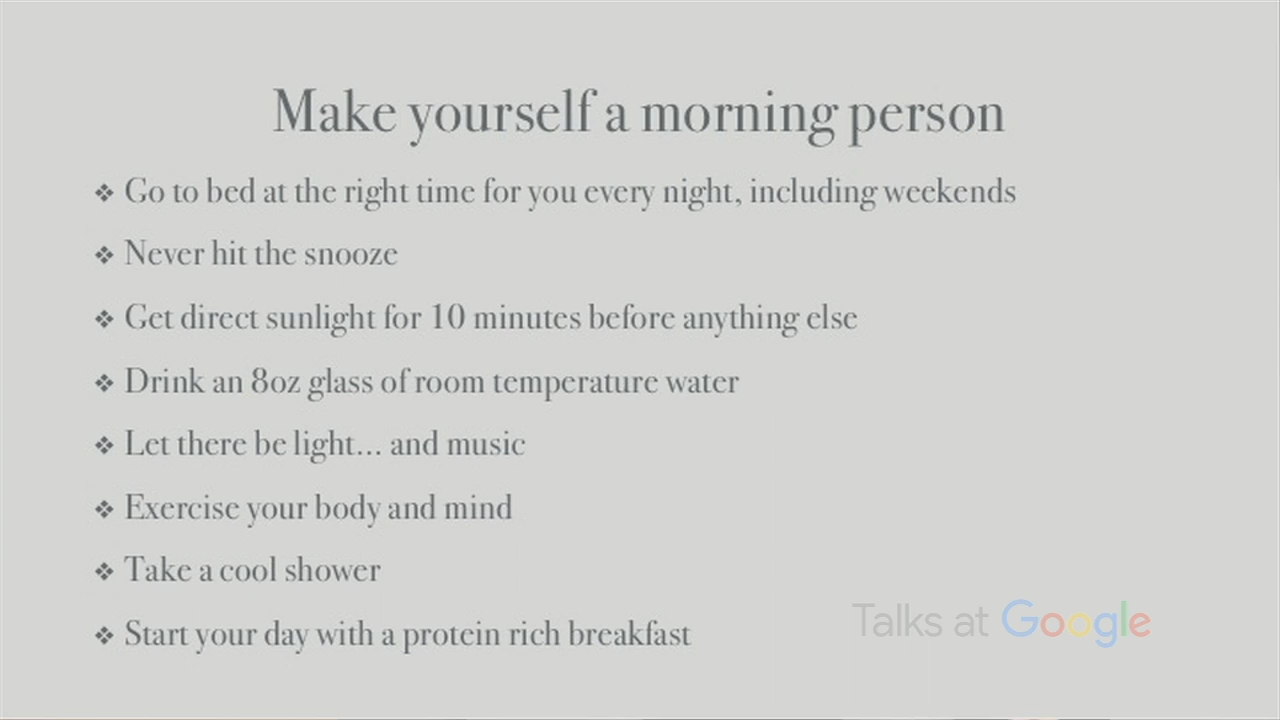 Make yourself a morning person
❖ Go to bed at the right time for you every night, including weekends
❖ Never hit the snooze
❖ Get direct sunlight for 10 minutes before anything else
❖ Drink an 8oz glass of room temperature water
❖ Let there be light... and music
❖ Exercise your body and mind
❖ Take a cool shower
❖ Start your day with a protein rich breakfast
Talks at Google